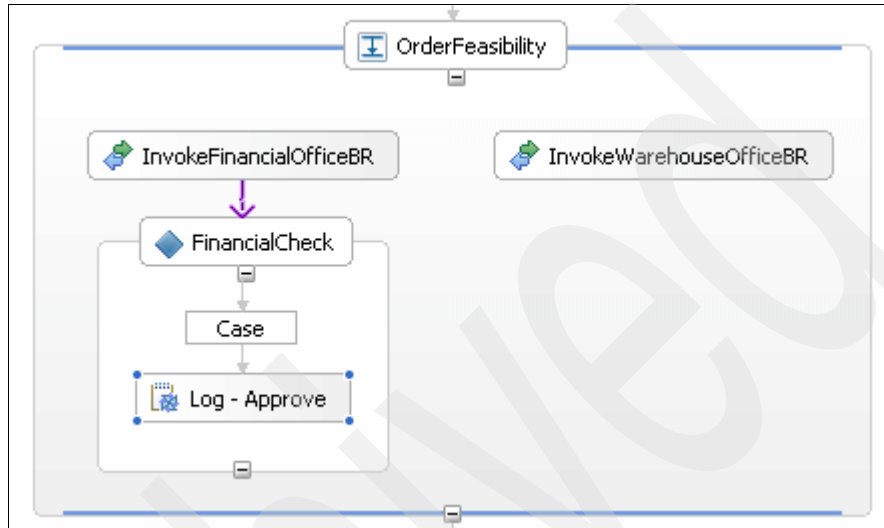 OrderFeasibility
InvokeFinancialOfficeBR
InvokeWarehouseOfficeBR
FinancialCheck
Case
Log - Approve